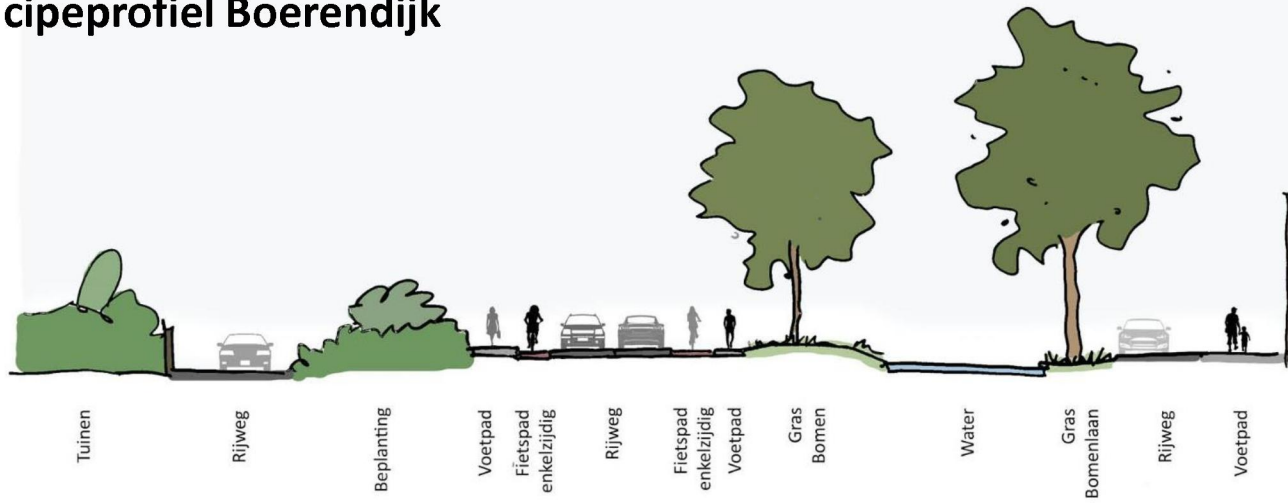 cipeprofiel Boerendijk
Tuinen
Rijweg
Beplanting
Voetpad
Fietspad
enkelzijdig
Rijweg
Fietspad
enkelzijdig
Voetpad
Gras
Bomen
Water
Gras
Bomenlaan
Rijweg
Voetpad